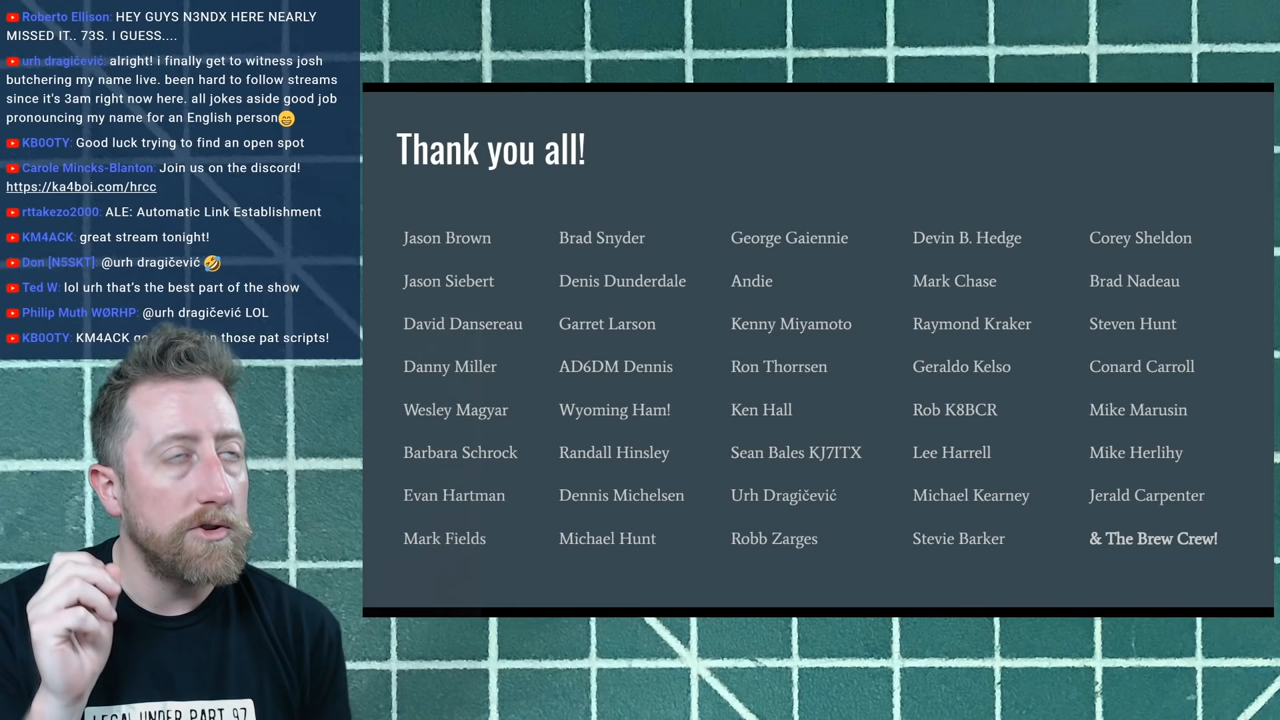 Roberto Ellison: HEY GUYS N3NDX HERE NEARLY
MISSED IT.. 73S. I GUESS....
urh dragičević: alright! i finally get to witness josh
butchering my name live. been hard to follow streams
since it's 3am right now here. all jokes aside good job
pronouncing my name for an English person😄
KB0OTY: Good luck trying to find an open spot
Carole Mincks-Blanton: Join us on the discord!
https://ka4boi.com/hrcc
rttakezo2000: ALE: Automatic Link Establishment
KM4ACK: great stream tonight!
Don [N5SKT]: @urh dragičević 🤣
Ted W: lol urh that's the best part of the show
Philip Muth WØRHP: @urh dragičević LOL
KB0OTY: KM4ACK those pat scripts!
Thank you all!
Jason Brown Brad Snyder George Gaiennie Devin B. Hedge Corey Sheldon
Jason Siebert Denis Dunderdale Andie Mark Chase Brad Nadeau
David Dansereau Garret Larson Kenny Miyamoto Raymond Kraker Steven Hunt
Danny Miller AD6DM Dennis Ron Thorrsen Geraldo Kelso Conard Carroll
Wesley Magyar Wyoming Ham! Ken Hall Rob K8BCR Mike Marusin
Barbara Schrock Randall Hinsley Sean Bales KJ7ITX Lee Harrell Mike Herlihy
Evan Hartman Dennis Michelsen Urh Dragičević Michael Kearney Jerald Carpenter
Mark Fields Michael Hunt Robb Zarges Stevie Barker & The Brew Crew!
LEGAL UNDER PART 97